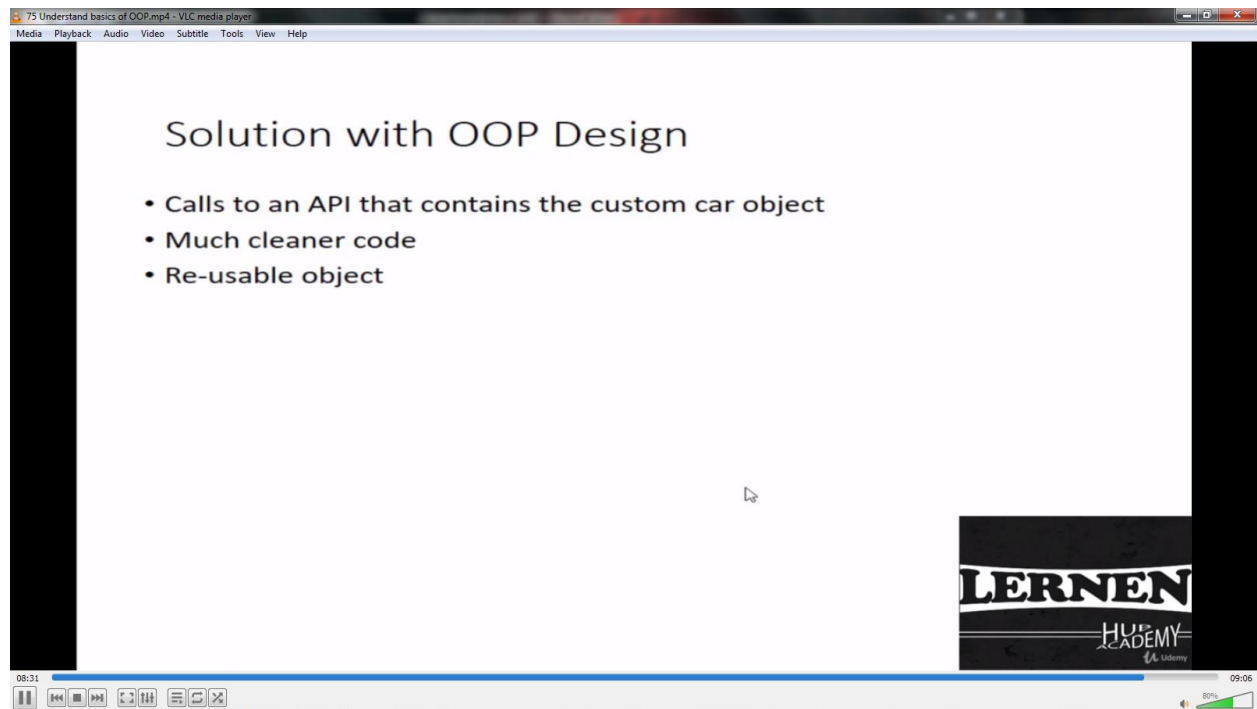 75 Understand basics of OOP.mp4 - VLC media player
Media Playback Audio Video Subtitle Tools View Help
Solution with OOP Design
• Calls to an API that contains the custom car object
• Much cleaner code
• Re-usable object
LERNEN
HUB
ACADEMY
Udemy
08:31
09:06
80%